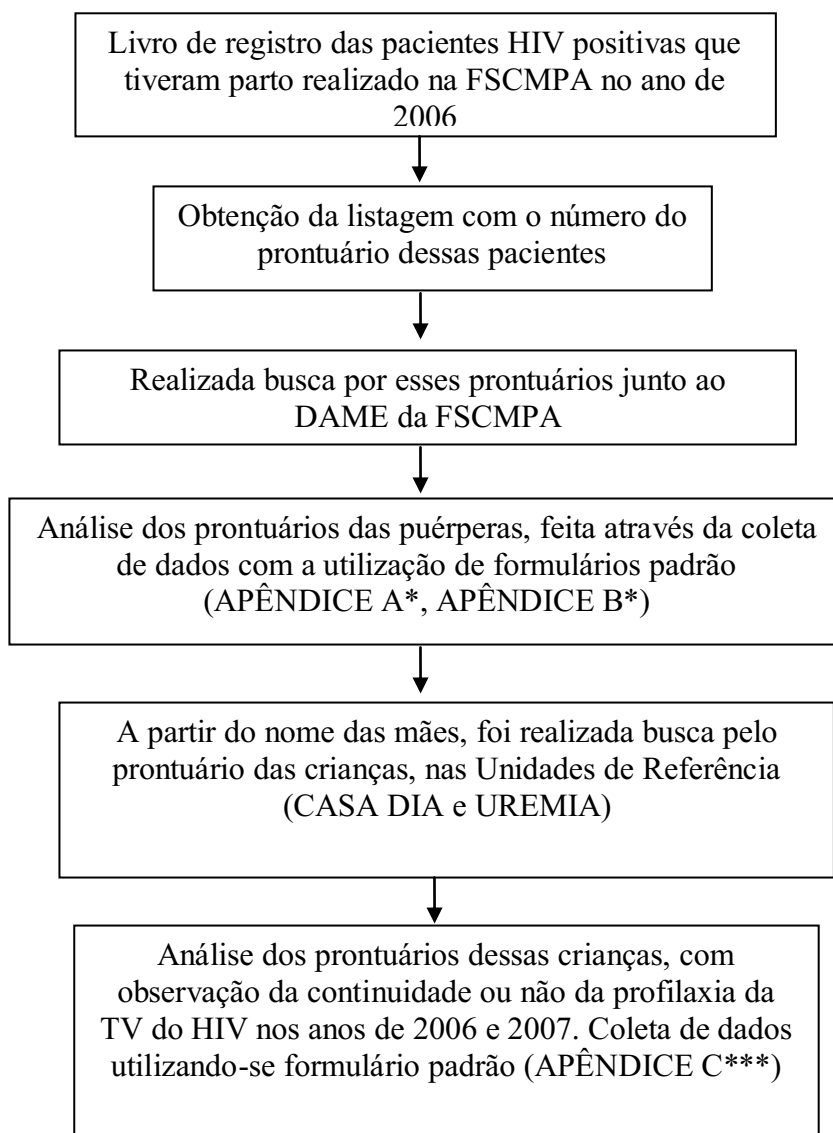 Livro de registro das pacientes HIV positivas que
tiveram parto realizado na FSCMPA no ano de
2006
Obtenção da listagem com o número do
prontuário dessas pacientes
Realizada busca por esses prontuários junto ao
DAME da FSCMPA
Análise dos prontuários das puérperas, feita através da coleta
de dados com a utilização de formulários padrão
(APÊNDICE A*, APÊNDICE B*)
A partir do nome das mães, foi realizada busca pelo
prontuário das crianças, nas Unidades de Referência
(CASA DIA e UREMIA)
Análise dos prontuários dessas crianças, com
observação da continuidade ou não da profilaxia da
TV do HIV nos anos de 2006 e 2007. Coleta de dados
utilizando-se formulário padrão (APÊNDICE C***)